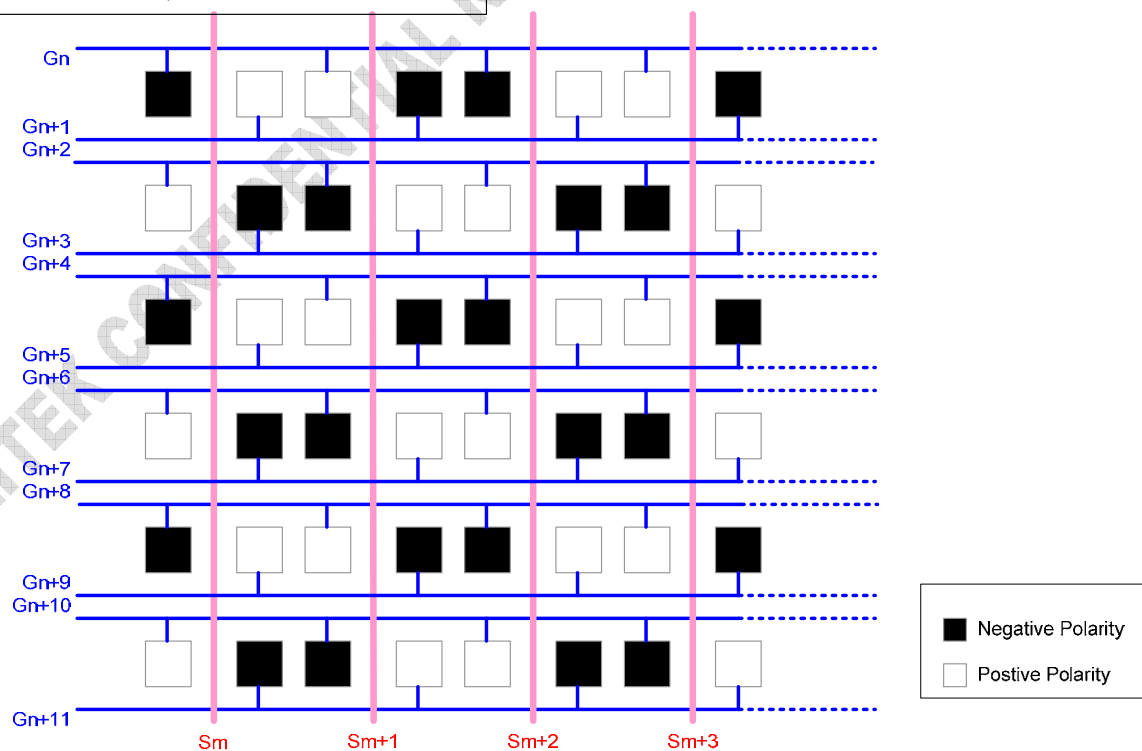 Gn
Gn+1
Gn+2
Gn+3
Gn+4
Gn+5
Gn+6
Gn+7
Gn+8
Gn+9
Gn+10
Gn+11
Sm
Sm+1
Sm+2
Sm+3
Negative Polarity
Postive Polarity
CONFIDENTIAL